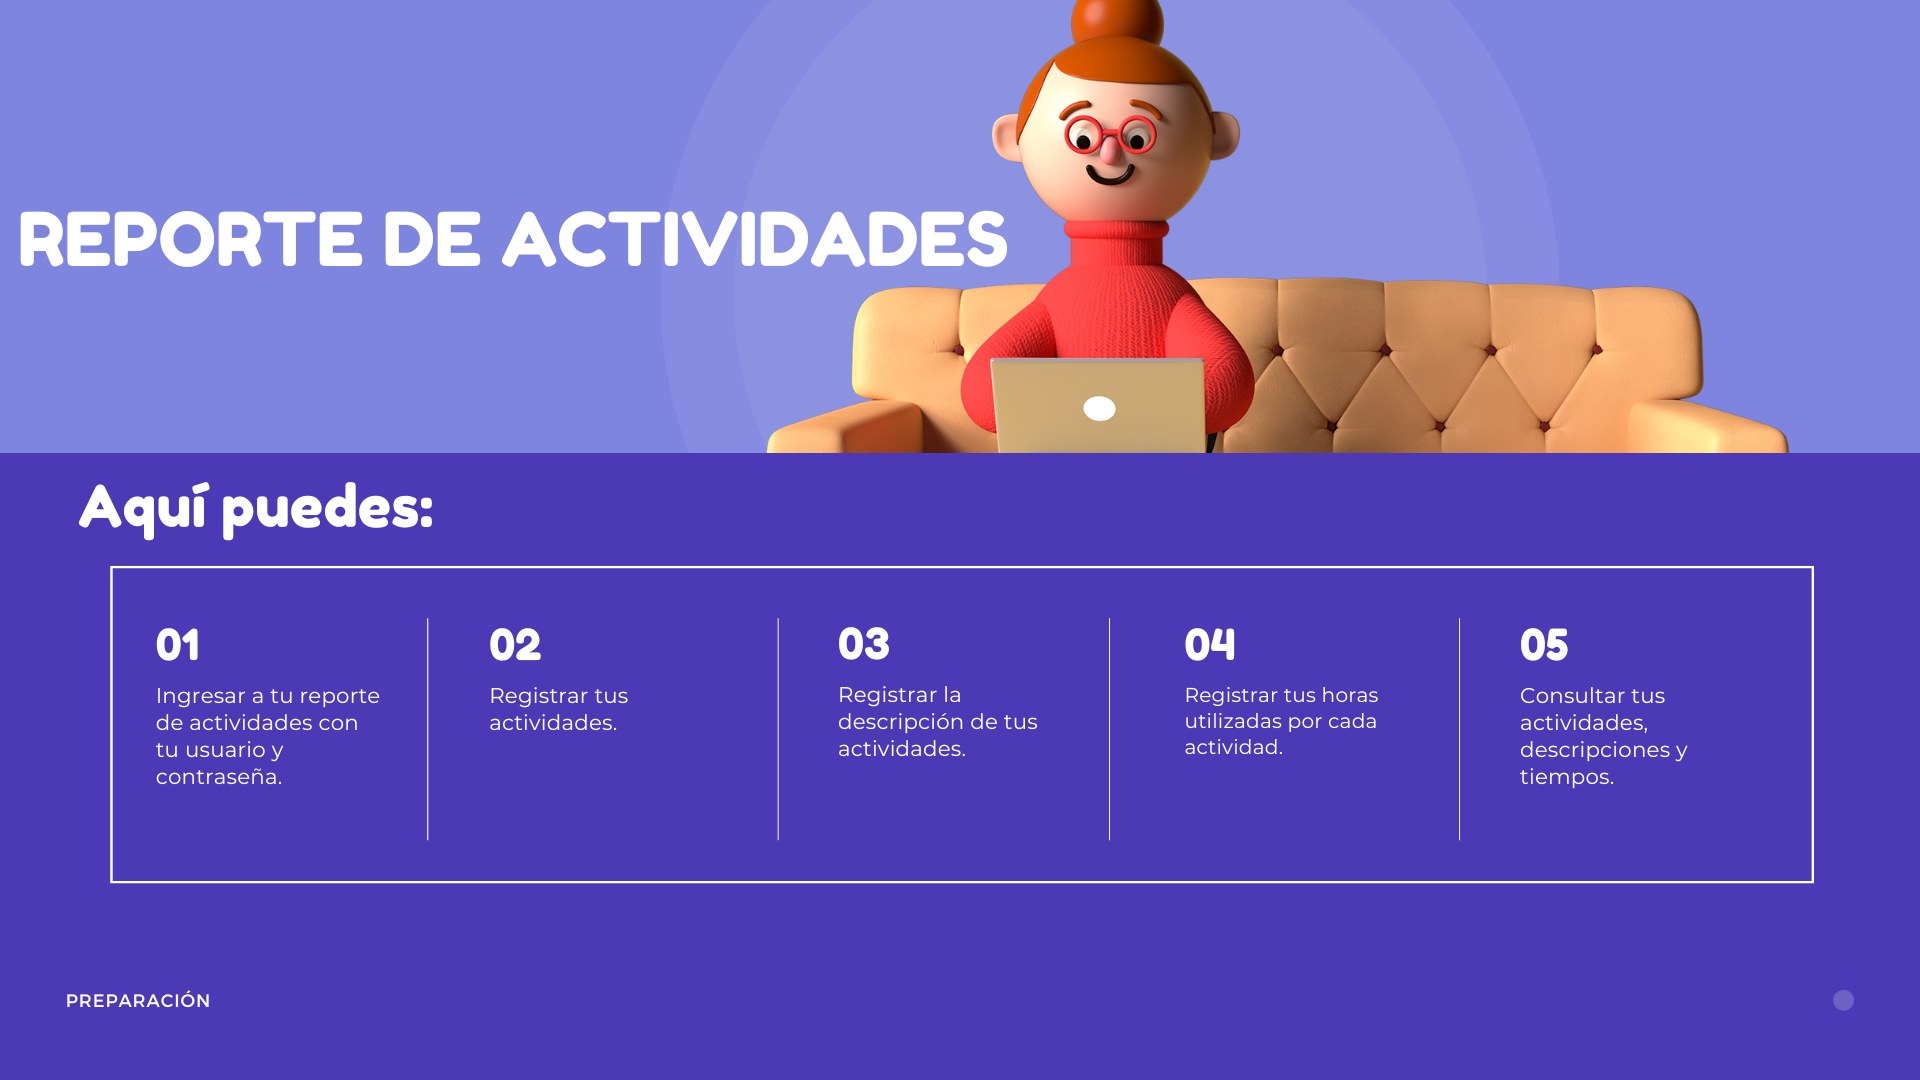 REPORTE DE ACTIVIDADES
Aquí puedes:
01
Ingresar a tu reporte
de actividades con
tu usuario y
contraseña.
02
Registrar tus
actividades.
03
Registrar la
descripción de tus
actividades.
04
Registrar tus horas
utilizadas por cada
actividad.
05
Consultar tus
actividades,
descripciones y
tiempos.
PREPARACIÓN